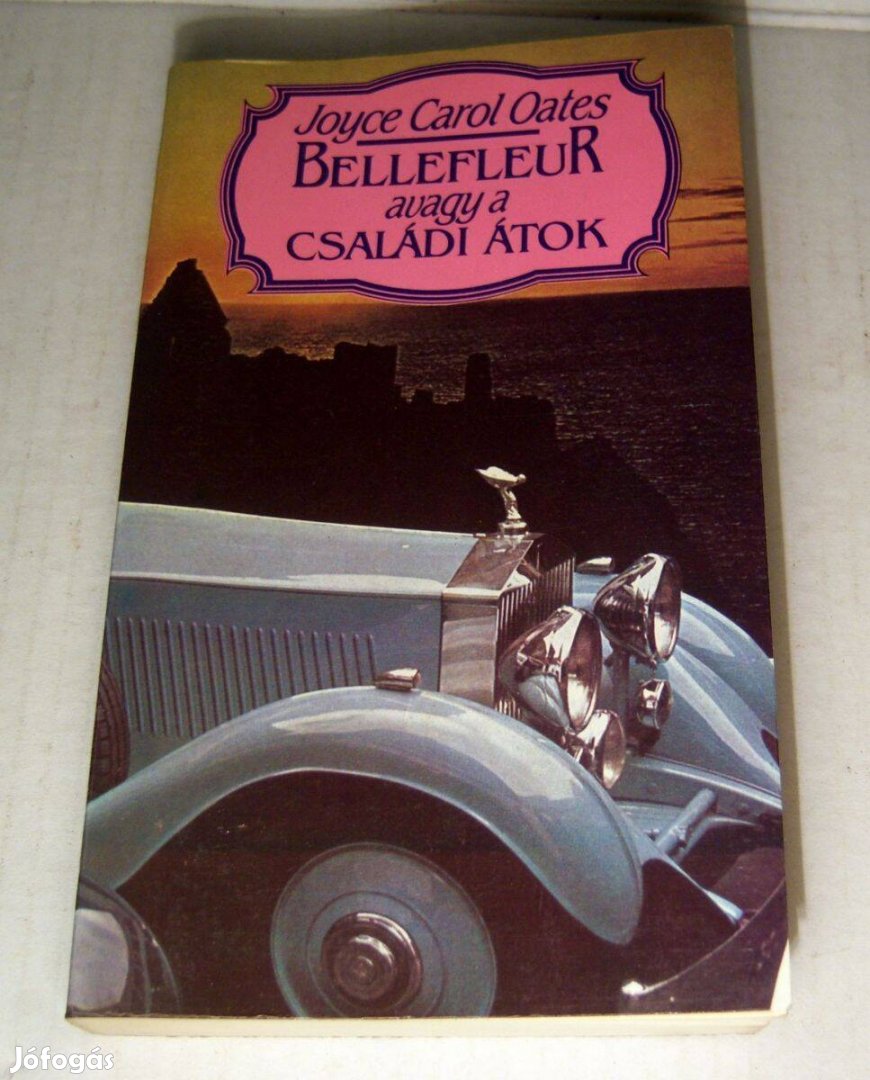 Joyce Carol Oates
BELLEFLEUR
avagy a
CSALÁDI ÁTOK
Jófogás